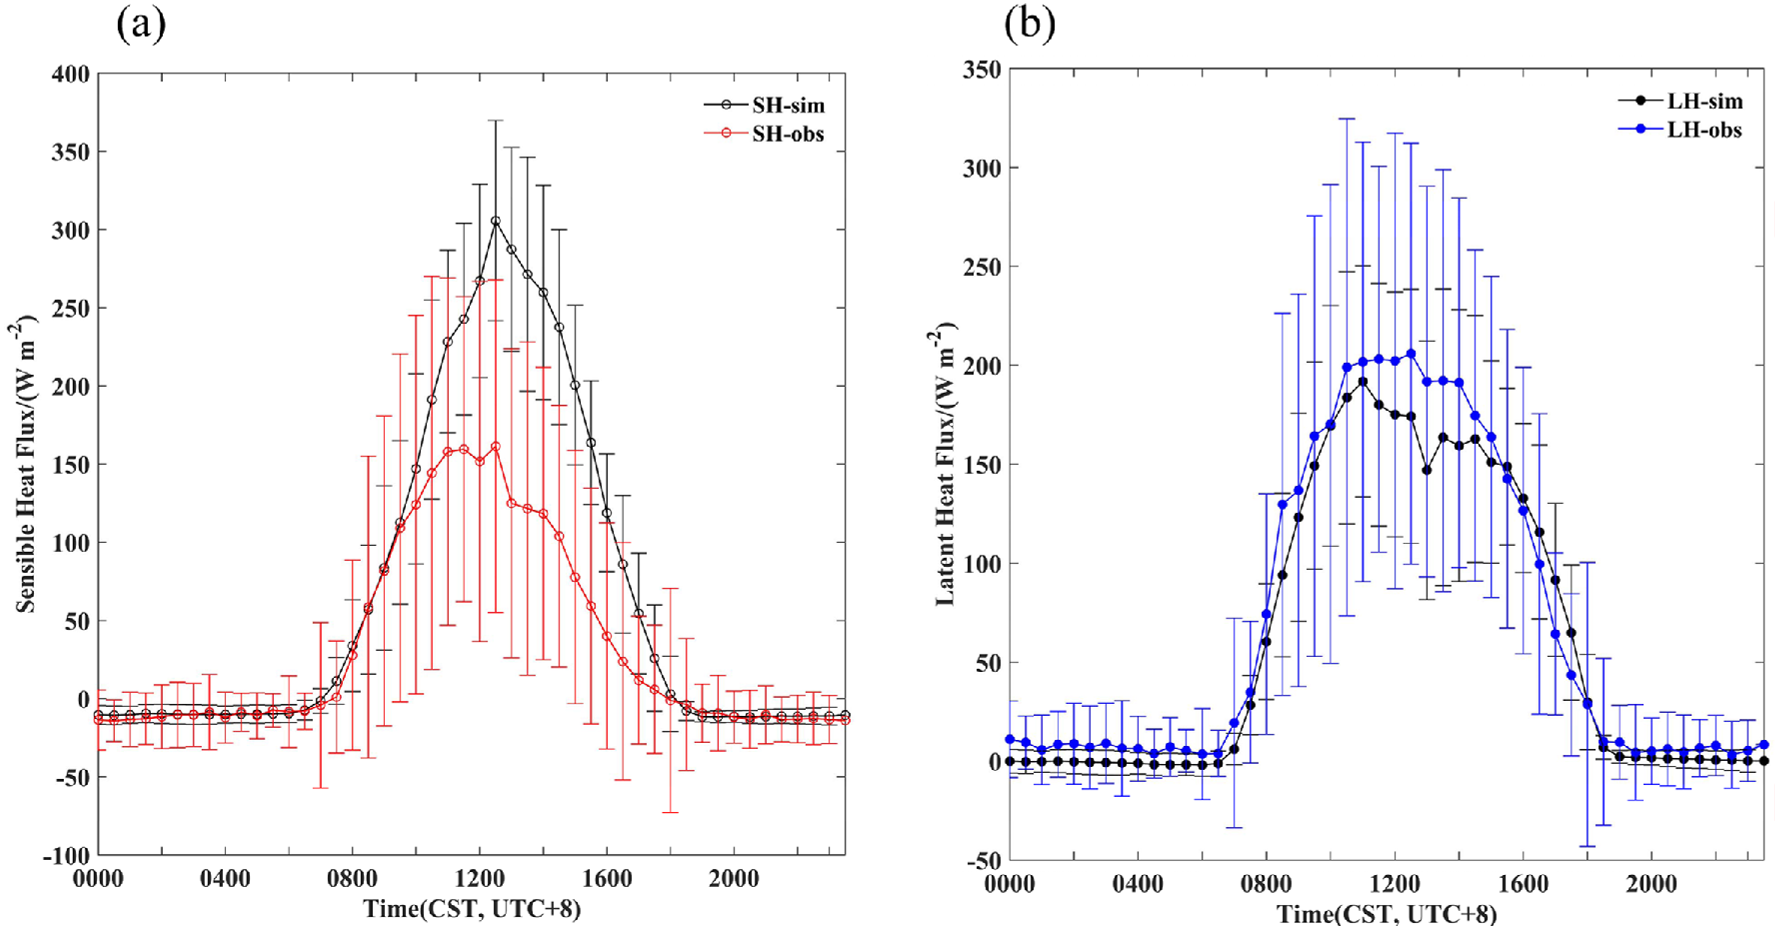 (a)
400
350
300
250
200
150
100
50
0
-50
-100
Sensible Heat Flux/(W m-2)
SH-sim
SH-obs
0000 0400 0800 1200 1600 2000
Time(CST, UTC+8)
(b)
350
300
250
200
150
100
50
0
-50
Latent Heat Flux/(W m-2)
LH-sim
LH-obs
0000 0400 0800 1200 1600 2000
Time(CST, UTC+8)